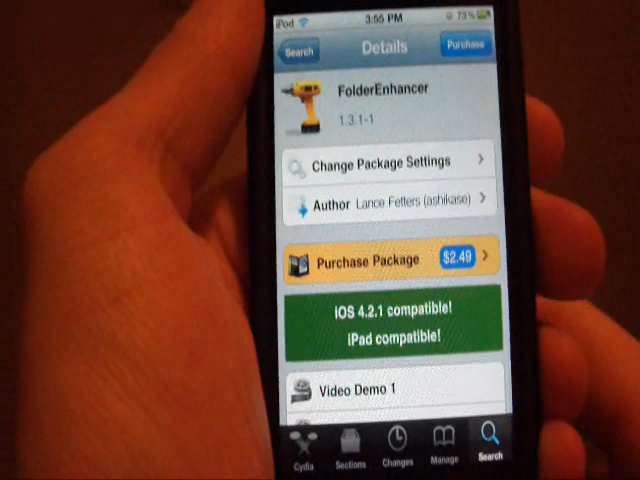 iPod 3:55 PM 73%
Search Details Purchase
FolderEnhancer
1.3.1-1
Change Package Settings
Author Lance Fetters (ashikase)
Purchase Package $2.49
iOS 4.2.1 compatible!
iPad compatible!
Video Demo 1
Cydia Sections Changes Manage Search